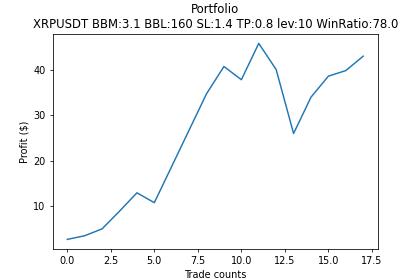 Portfolio
XRPUSDT BBM:3.1 BBL:160 SL:1.4 TP:0.8 lev:10 WinRatio:78.0
40
30
20
10
Profit ($)
0.0 2.5 5.0 7.5 10.0 12.5 15.0 17.5
Trade counts